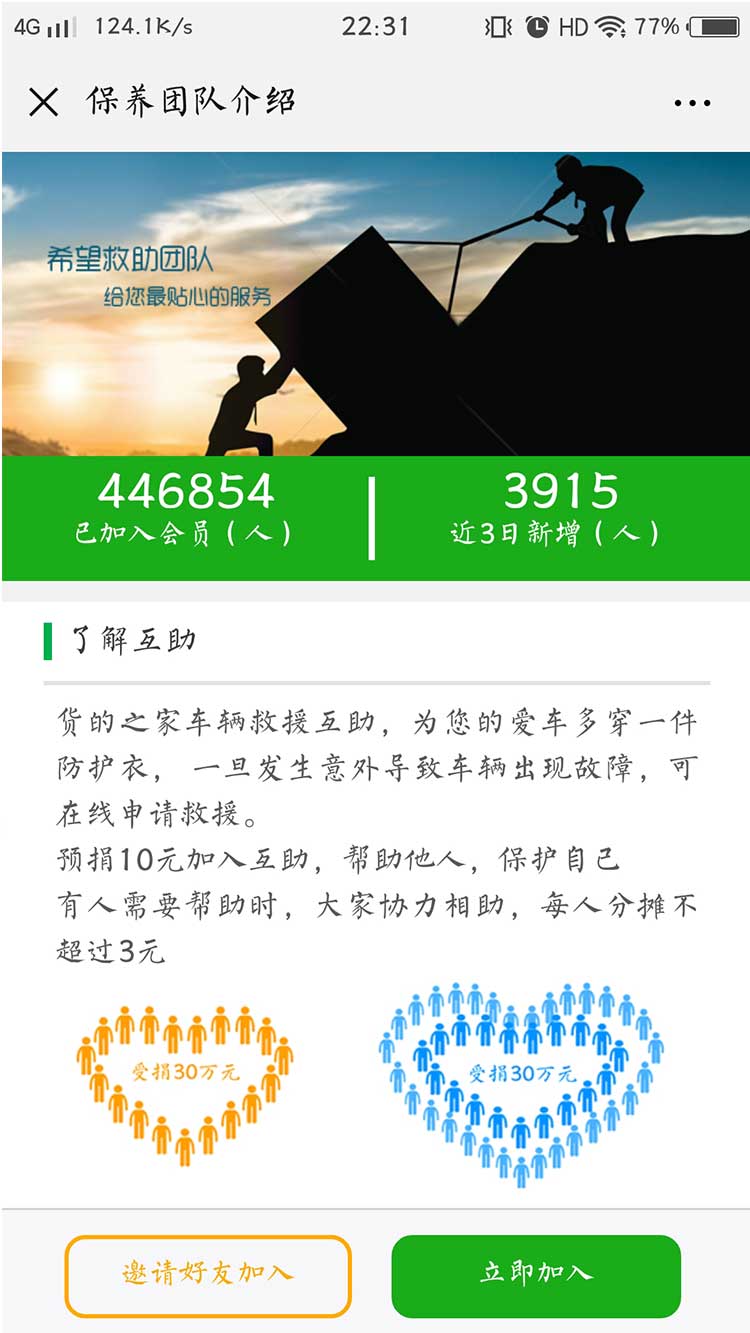 4G 124.1K/s 22:31 HD 77%
保养团队介绍
希望救助团队
给您最贴心的服务
446854 3915
已加入会员（人） 近3日新增（人）
了解互助
货的之家车辆救援互助，为您的爱车多穿一件
防护衣， 一旦发生意外导致车辆出现故障，可
在线申请救援。
预捐10元加入互助，帮助他人，保护自己
有人需要帮助时，大家协力相助，每人分摊不
超过3元
受捐30万元 受捐30万元
邀请好友加入 立即加入